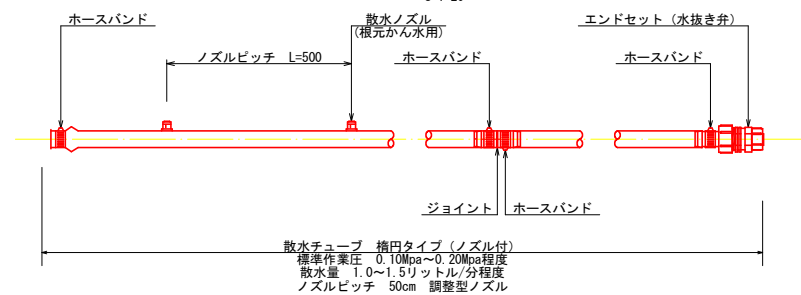 ホースバンド
散水ノズル
(根元かん水用)
エンドセット（水抜き弁）
ノズルピッチ L=500
ホースバンド
ホースバンド
ジョイント
ホースバンド
散水チューブ 楕円タイプ（ノズル付）
標準作業圧 0.10Mpa～0.20Mpa程度
散水量 1.0～1.5リットル/分程度
ノズルピッチ 50cm 調整型ノズル